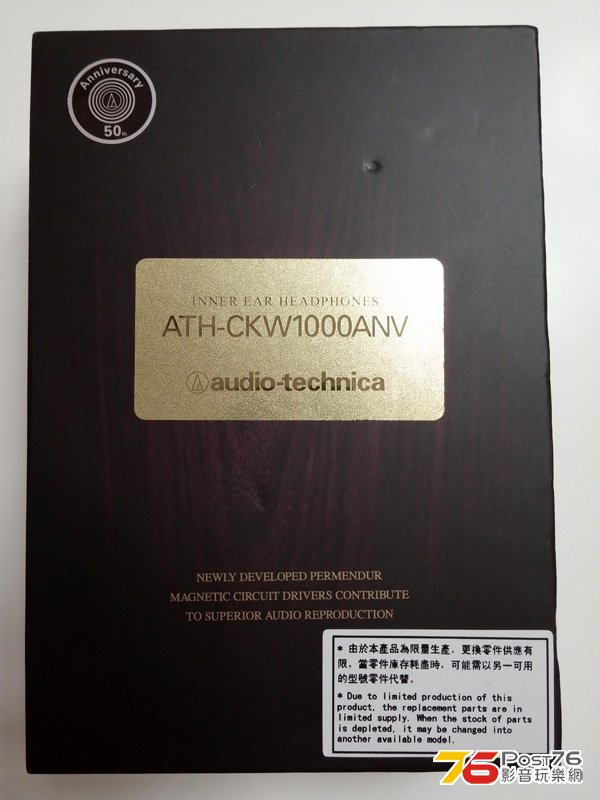 Anniversary
50th
INNER EAR HEADPHONES
ATH-CKW1000ANV
audio-technica
NEWLY DEVELOPED PERMENDUR
MAGNETIC CIRCUIT DRIVERS CONTRIBUTE
TO SUPERIOR AUDIO REPRODUCTION
* 由於本產品為限量生產，更換零件供應有
限。當零件庫存耗盡時，可能需以另一可用
的型號零件代替。
* Due to limited production of this
product, the replacement parts are in
limited supply. When the stock of parts
is depleted, it may be changed into
another available model.
76 Post76
影音玩樂網